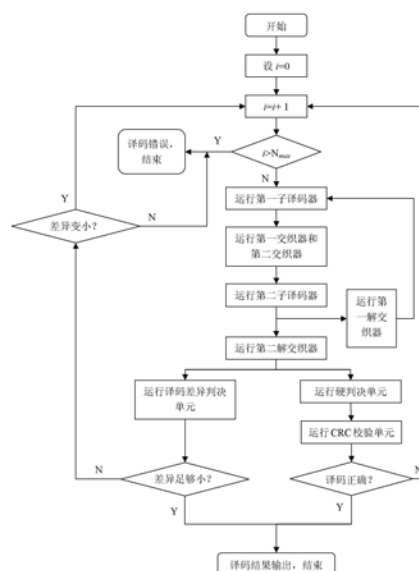 开始
设 i=0
i=i+ 1
译码错误，
结束
Y
i>Nmax
N
Y
差异变小？
N
运行第一子译码器
运行第一交织器和
第二交织器
运行第二子译码器
运行第
一解交
织器
运行第二解交织器
运行译码差异判决
单元
运行硬判决单元
运行CRC校验单元
N
差异足够小？
译码正确？
N
Y
Y
译码结果输出，结束